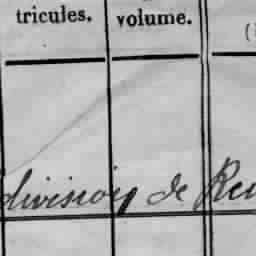 tricules. volume. (
division de